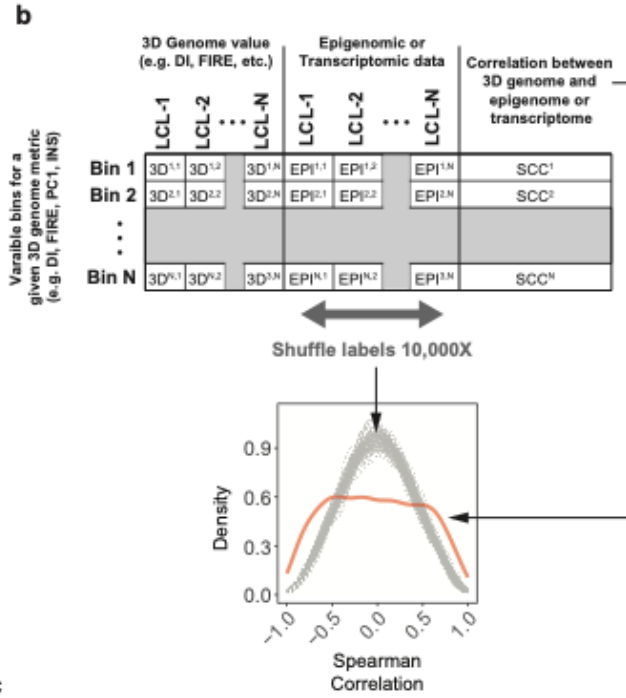 b
3D Genome value
(e.g. DI, FIRE, etc.)
Epigenomic or
Transcriptomic data
Correlation between
3D genome and
epigenome or
transcriptome
LCL-1
LCL-2
•••
LCL-N
LCL-1
LCL-2
•••
LCL-N
Varaible bins for a
given 3D genome metric
(e.g. DI, FIRE, PC1, INS)
Bin 1 3D¹,¹ 3D¹,² 3D¹,ᴺ EPI¹,¹ EPI¹,² EPI¹,ᴺ SCC¹
Bin 2 3D²,¹ 3D²,² 3D²,ᴺ EPI²,¹ EPI²,² EPI²,ᴺ SCC²
Bin N 3Dᴺ,¹ 3Dᴺ,² 3D³,ᴺ EPIᴺ,¹ EPIᴺ,² EPI³,ᴺ SCCᴺ
Shuffle labels 10,000X
Density
0.9
0.6
0.3
0.0
−1.0
−0.5
0.0
0.5
1.0
Spearman
Correlation